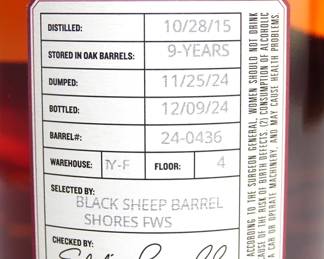 DISTILLED: 10/28/15
STORED IN OAK BARRELS: 9-YEARS
DUMPED: 11/25/24
BOTTLED: 12/09/24
BARREL#: 24-0436
WAREHOUSE: IY-F FLOOR: 4
SELECTED BY:
BLACK SHEEP BARREL
SHORES FWS
CHECKED BY:
ACCORDING TO THE SURGEON GENERAL, WOMEN SHOULD NOT DRINK
CAUSE OF THE RISK OF BIRTH DEFECTS. (2) CONSUMPTION OF ALCOHOLIC
A CAR OR OPERATE MACHINERY, AND MAY CAUSE HEALTH PROBLEMS.